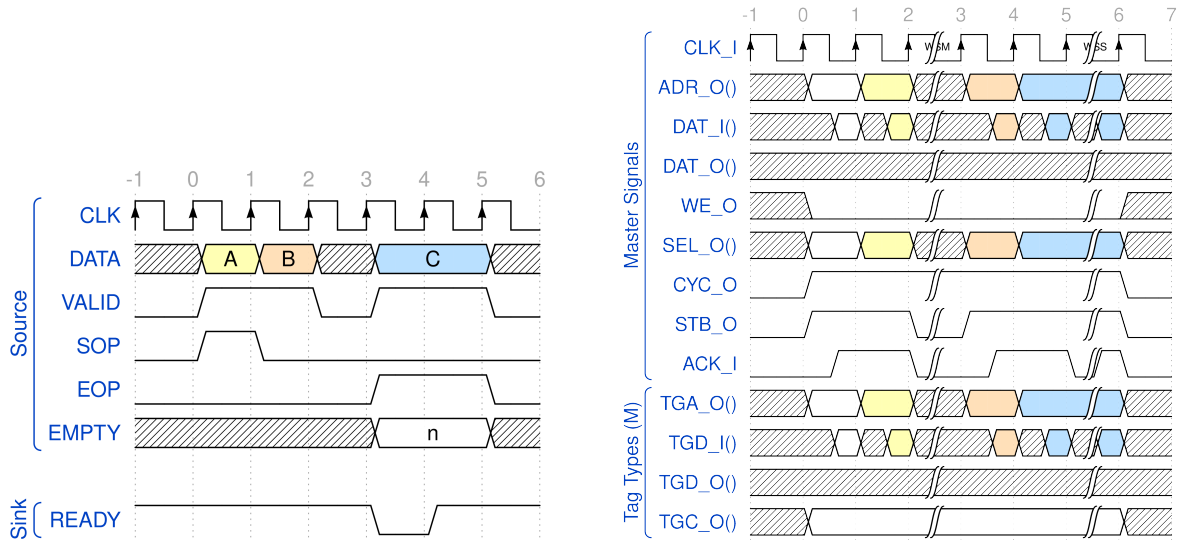 -1 0 1 2 3 4 5 6
CLK
DATA A B C
VALID
SOP
EOP
EMPTY n
Source
READY
Sink
-1 0 1 2 3 4 5 6 7
CLK_I WSM WSS
ADR_O()
DAT_I()
DAT_O()
WE_O
SEL_O()
CYC_O
STB_O
ACK_I
Master Signals
TGA_O()
TGD_I()
TGD_O()
TGC_O()
Tag Types (M)